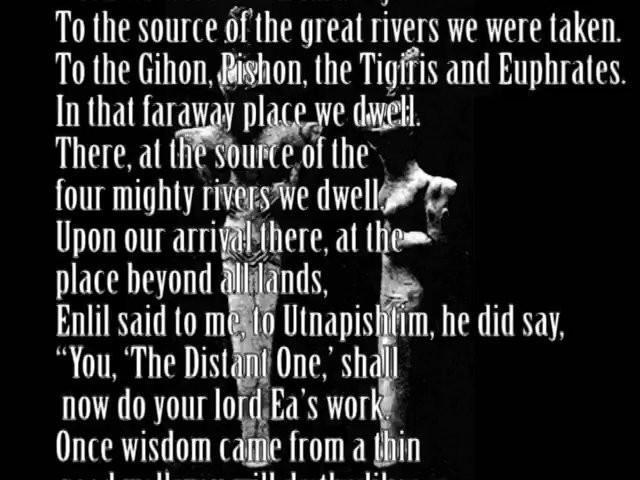 To the source of the great rivers we were taken.
To the Gihon, Pishon, the Tigiris and Euphrates.
In that faraway place we dwell.
There, at the source of the
four mighty rivers we dwell.
Upon our arrival there, at the
place beyond all lands,
Enlil said to me, to Utnapishtim, he did say,
“You, ‘The Distant One,’ shall
now do your lord Ea’s work.
Once wisdom came from a thin